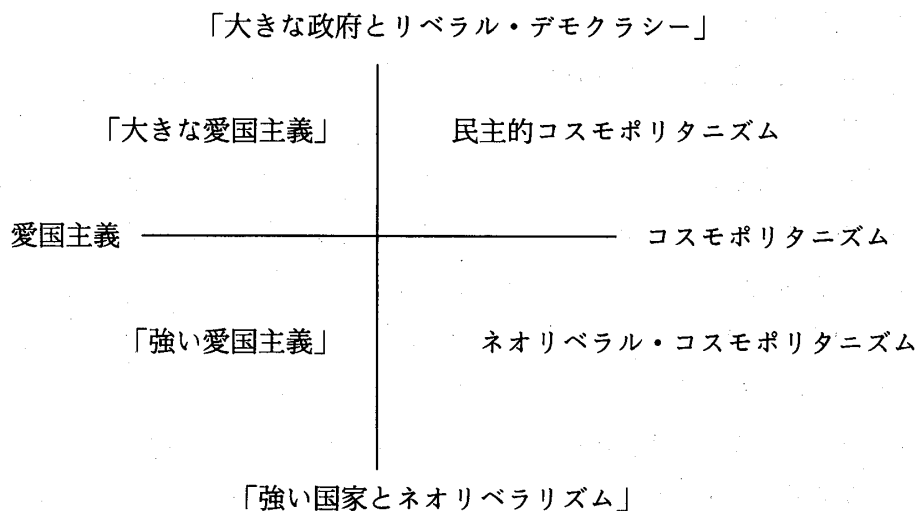 「大きな政府とリベラル・デモクラシー」
「大きな愛国主義」 民主的コスモポリタニズム
愛国主義 コスモポリタニズム
「強い愛国主義」 ネオリベラル・コスモポリタニズム
「強い国家とネオリベラリズム」